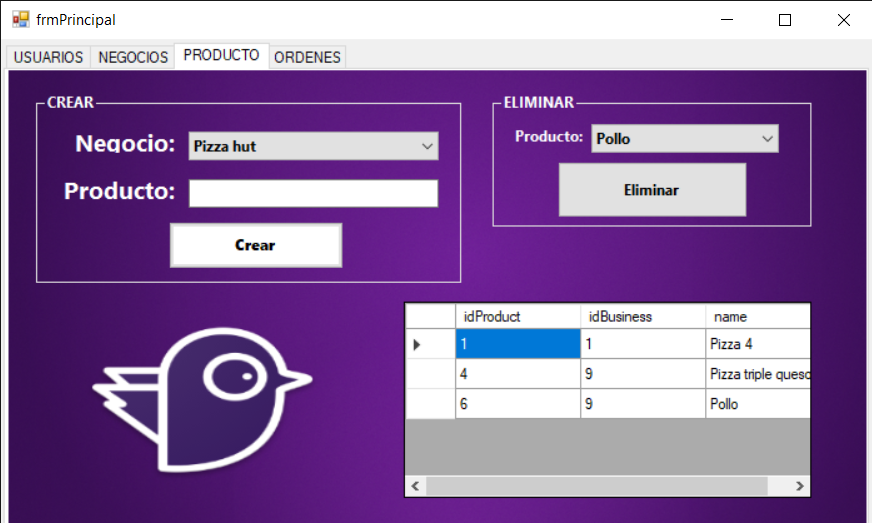 frmPrincipal
USUARIOS NEGOCIOS PRODUCTO ORDENES
CREAR
Negocio: Pizza hut
Producto:
Crear
ELIMINAR
Producto: Pollo
Eliminar
idProduct idBusiness name
1 1 Pizza 4
4 9 Pizza triple queso
6 9 Pollo